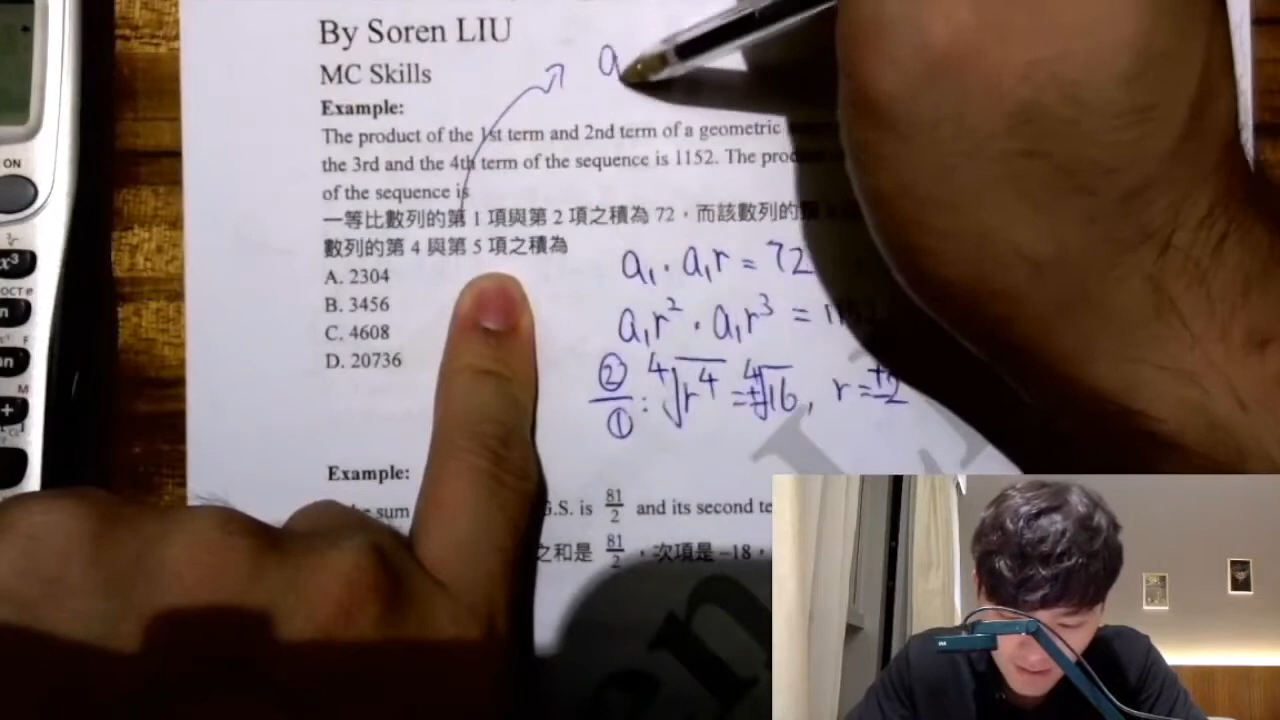 By Soren LIU
MC Skills
a
Example:
The product of the 1st term and 2nd term of a geometric
the 3rd and the 4th term of the sequence is 1152. The
of the sequence is
一等比數列的第 1 項與第 2 項之積為 72，而該數列的
數列的第 4 與第 5 項之積為
A. 2304
B. 3456
C. 4608
D. 20736
a₁ · a₁r = 72
a₁r² · a₁r³ =
②/① : ⁴√r⁴ = ±⁴√16, r = ±2
Example:
sum
G.S. is 81/2 and its second
之和是 81/2，次項是 –18，
ON
x³